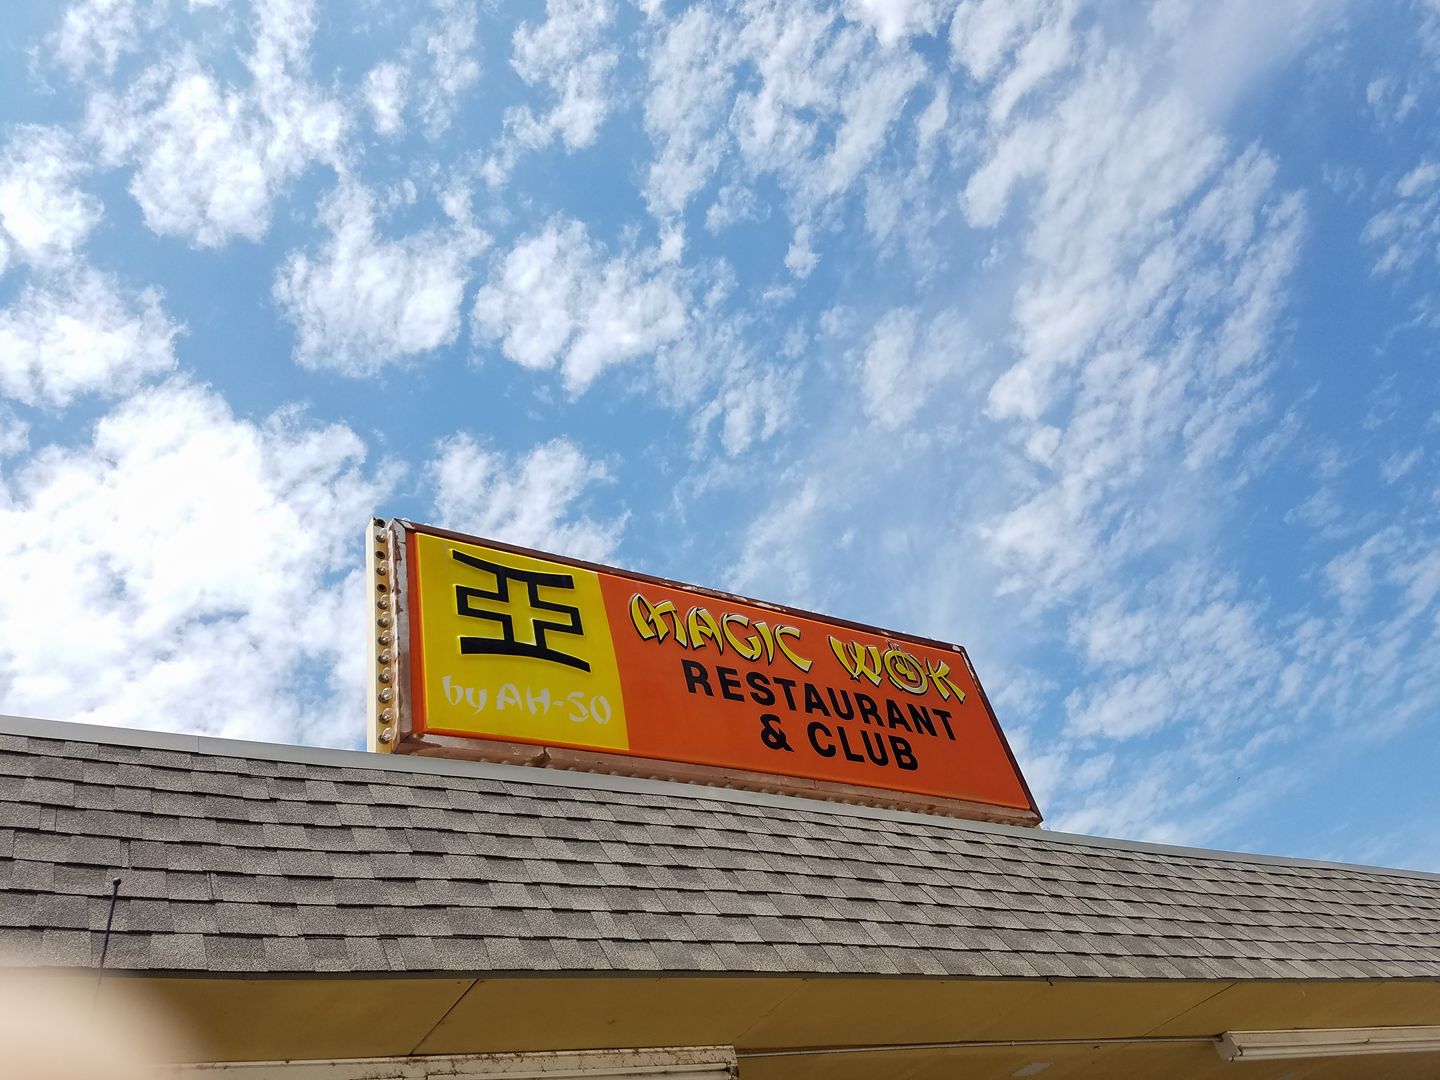 by AH-SO
MAGIC WOK
RESTAURANT
& CLUB